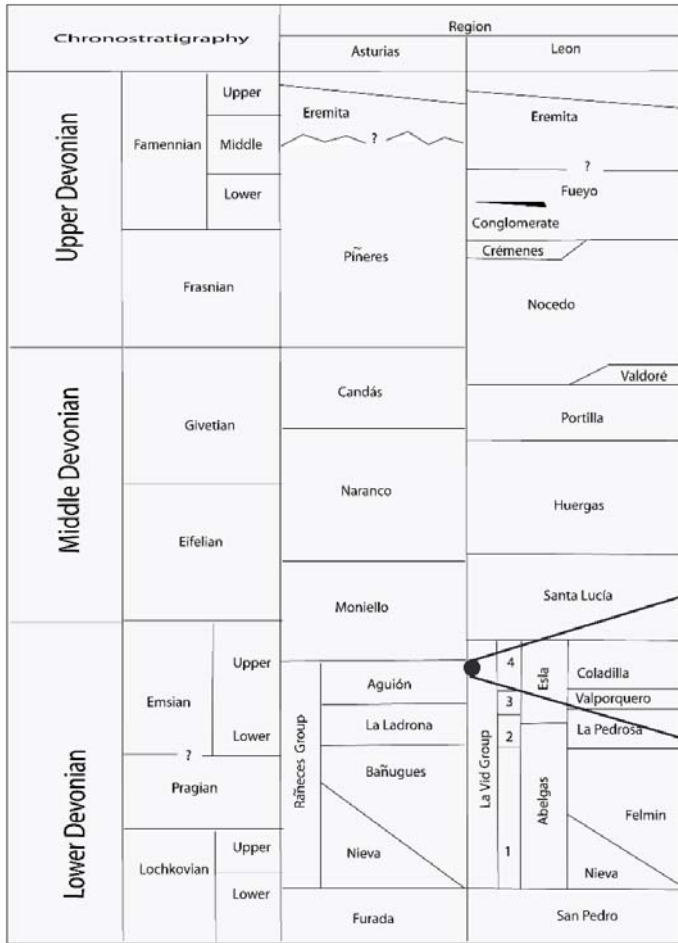 Chronostratigraphy
Region
Asturias
Leon
Upper Devonian
Famennian
Upper
Middle
Lower
Frasnian
Eremita
?
Piñeres
Eremita
?
Fueyo
Conglomerate
Crémenes
Nocedo
Valdoré
Middle Devonian
Givetian
Eifelian
Candás
Naranco
Moniello
Portilla
Huergas
Santa Lucía
Lower Devonian
Emsian
Upper
Lower
?
Pragian
Lochkovian
Upper
Lower
Rañeces Group
Aguión
La Ladrona
Bañugues
Nieva
Furada
La Vid Group
4
3
2
1
Esla
Abelgas
Coladilla
Valporquero
La Pedrosa
Felmin
Nieva
San Pedro